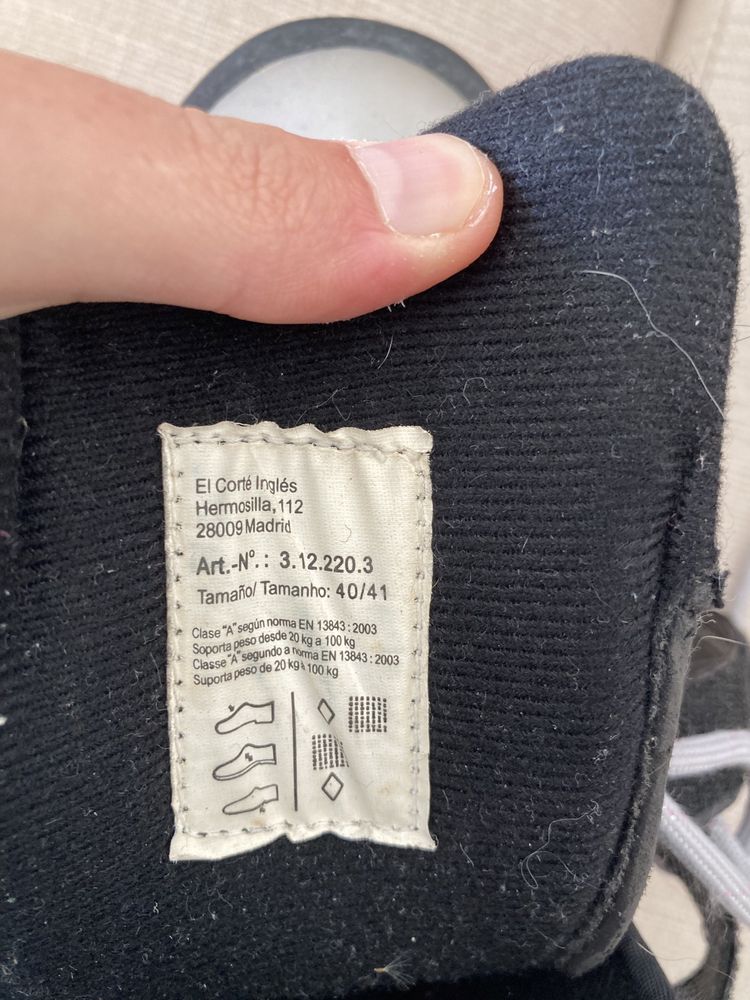 El Corté Inglés
Hermosilla, 112
28009 Madrid
Art.-Nº.: 3.12.220.3
Tamaño/ Tamanho: 40/41
Clase "A" según norma EN 13843 : 2003
Soporta peso desde 20 kg a 100 kg
Classe "A" segundo a norma EN 13843 : 2003
Suporta peso de 20 kg a 100 kg